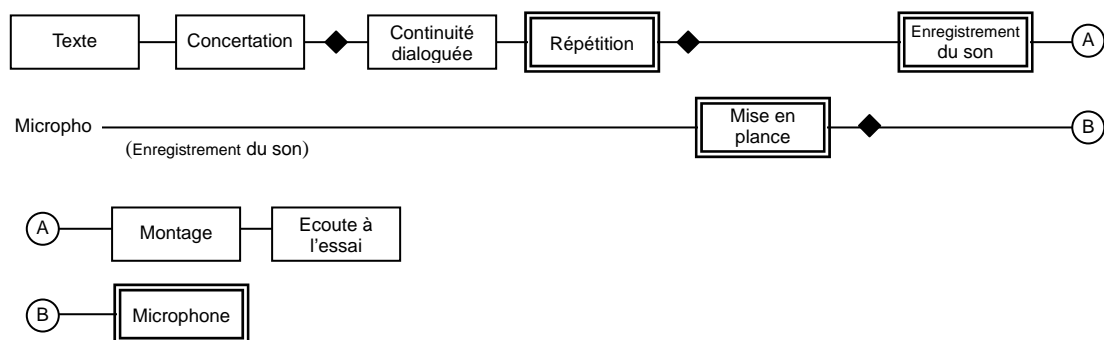 Texte
Concertation
Continuité
dialoguée
Répétition
Enregistrement
du son
A
Micropho
(Enregistrement du son)
Mise en
plance
B
A
Montage
Ecoute à
l'essai
B
Microphone